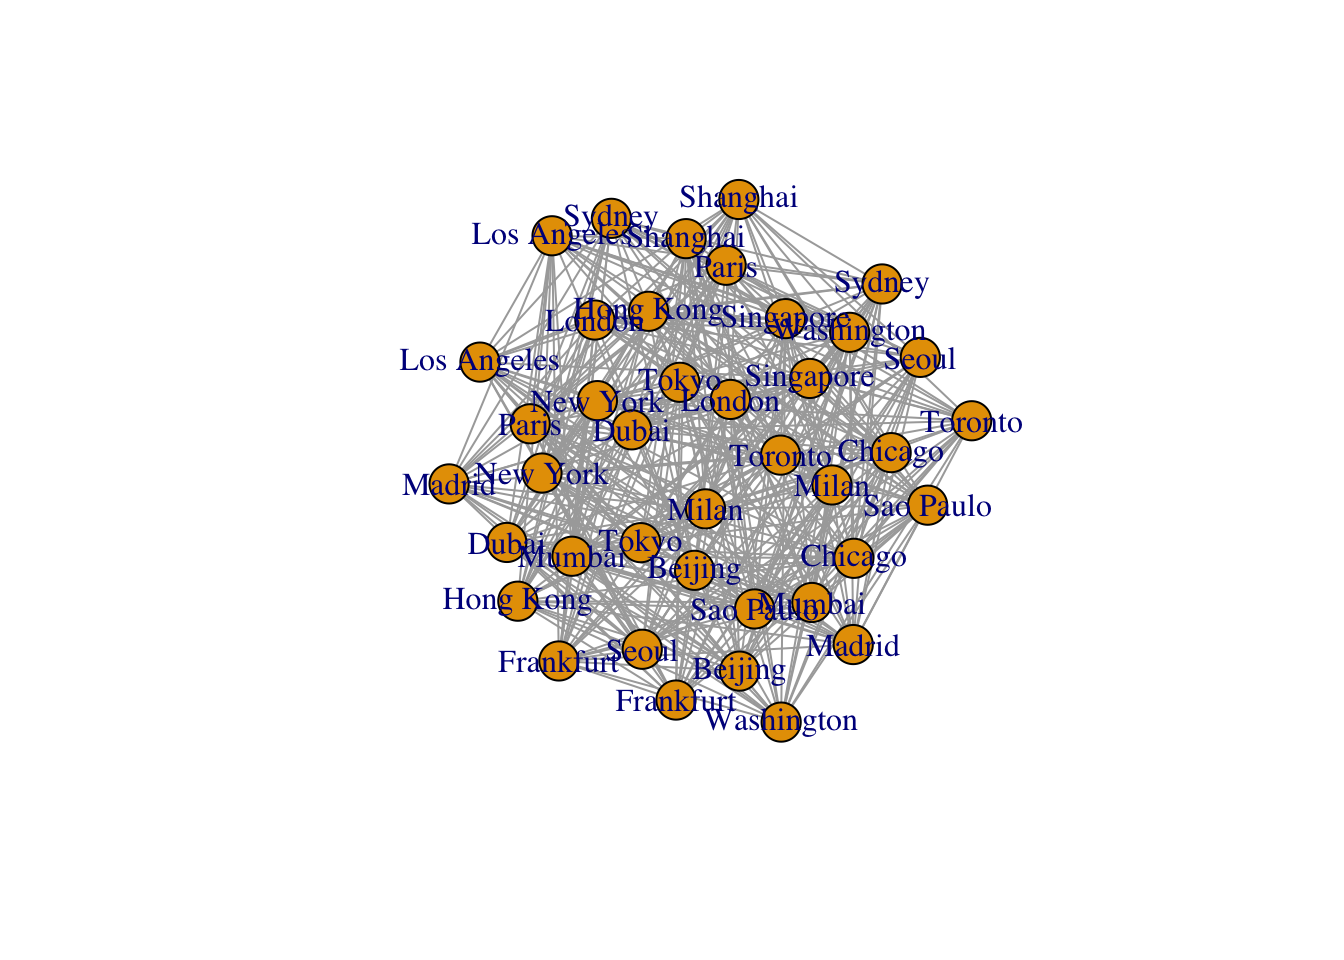 Shanghai
Sydney
Los Angeles
Shanghai
Paris
Sydney
Hong Kong
London
Singapore
Washington
Los Angeles
Seoul
Tokyo
Singapore
New York
London
Paris
Dubai
Toronto
Toronto
Chicago
Madrid
New York
Milan
Milan
Sao Paulo
Dubai
Mumbai
Tokyo
Beijing
Chicago
Hong Kong
Sao Paulo
Mumbai
Frankfurt
Seoul
Madrid
Beijing
Frankfurt
Washington